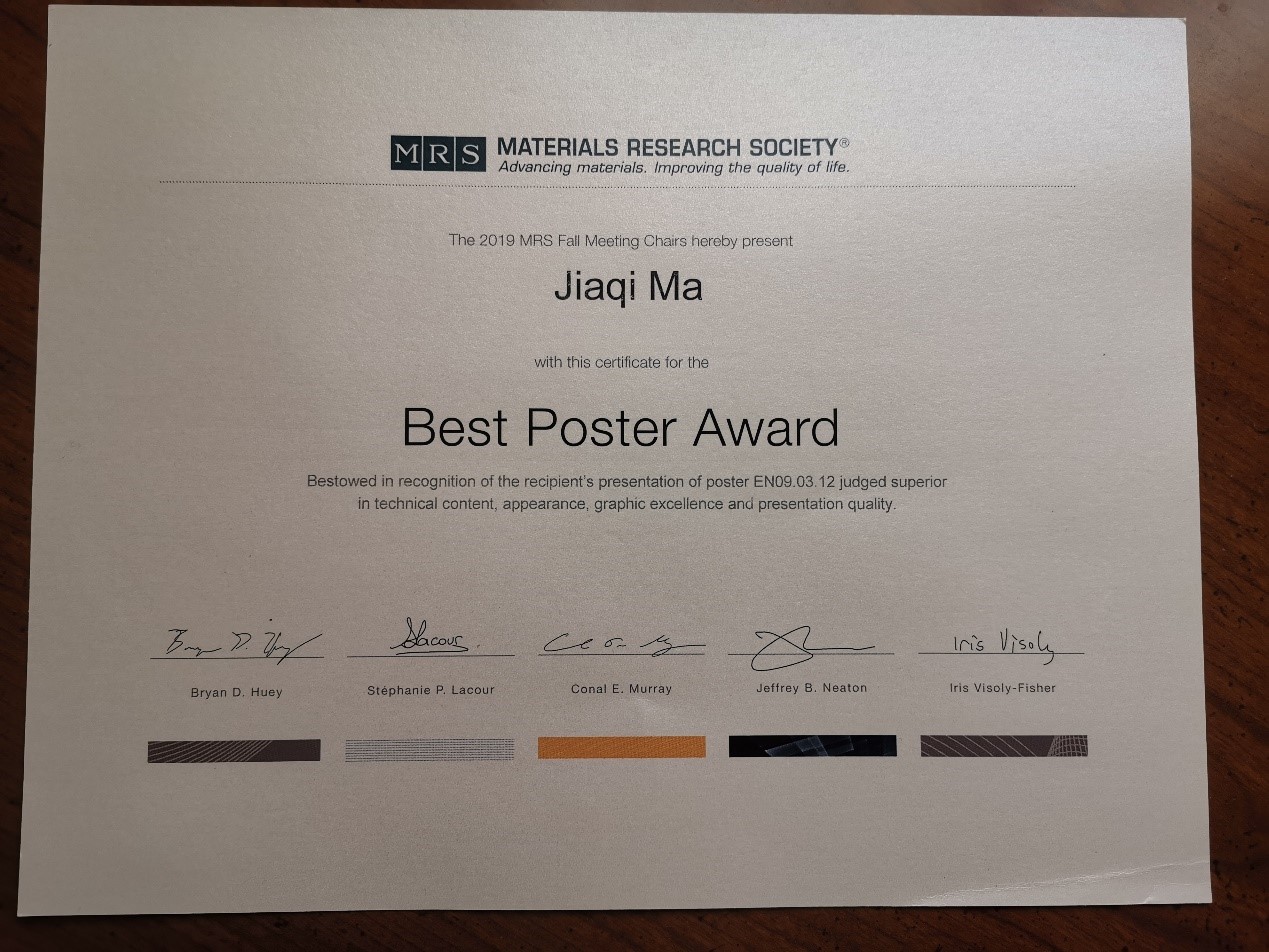 MRS MATERIALS RESEARCH SOCIETY®
Advancing materials. Improving the quality of life.
The 2019 MRS Fall Meeting Chairs hereby present
Jiaqi Ma
with this certificate for the
Best Poster Award
Bestowed in recognition of the recipient's presentation of poster EN09.03.12 judged superior
in technical content, appearance, graphic excellence and presentation quality.
Iris Visoly
Bryan D. Huey Stéphanie P. Lacour Conal E. Murray Jeffrey B. Neaton Iris Visoly-Fisher